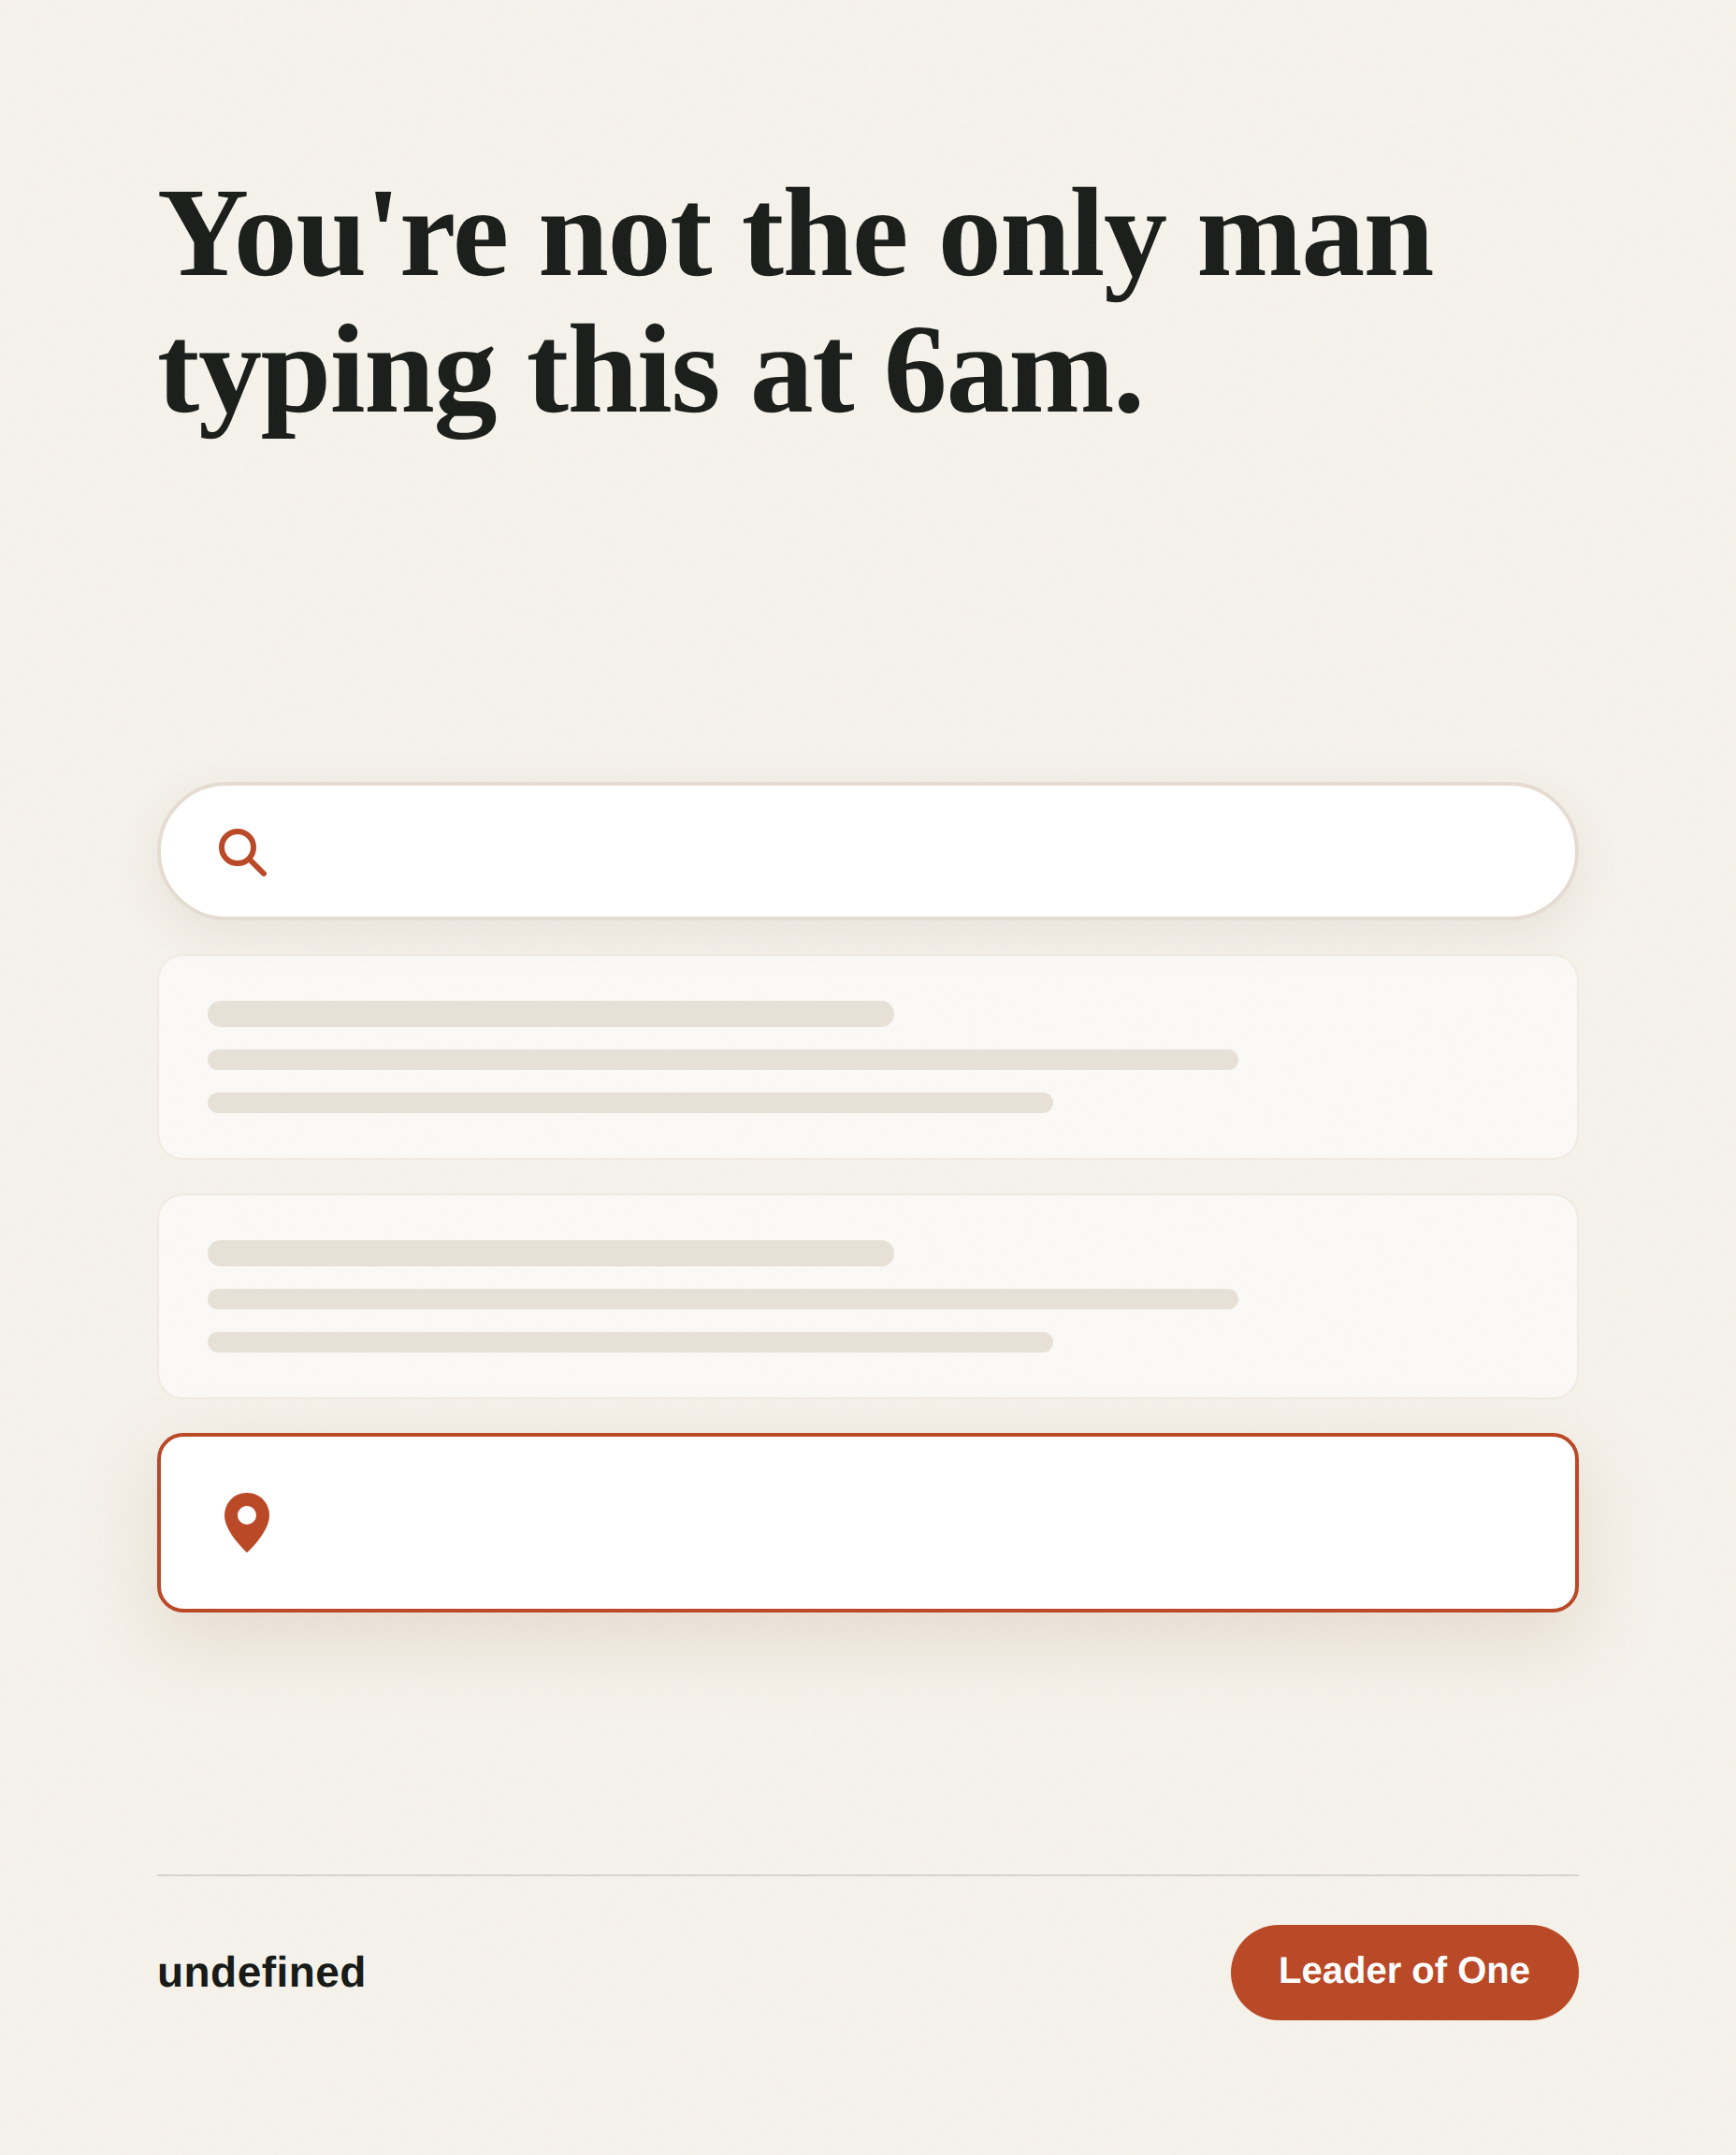 You're not the only man
typing this at 6am.
undefined
Leader of One